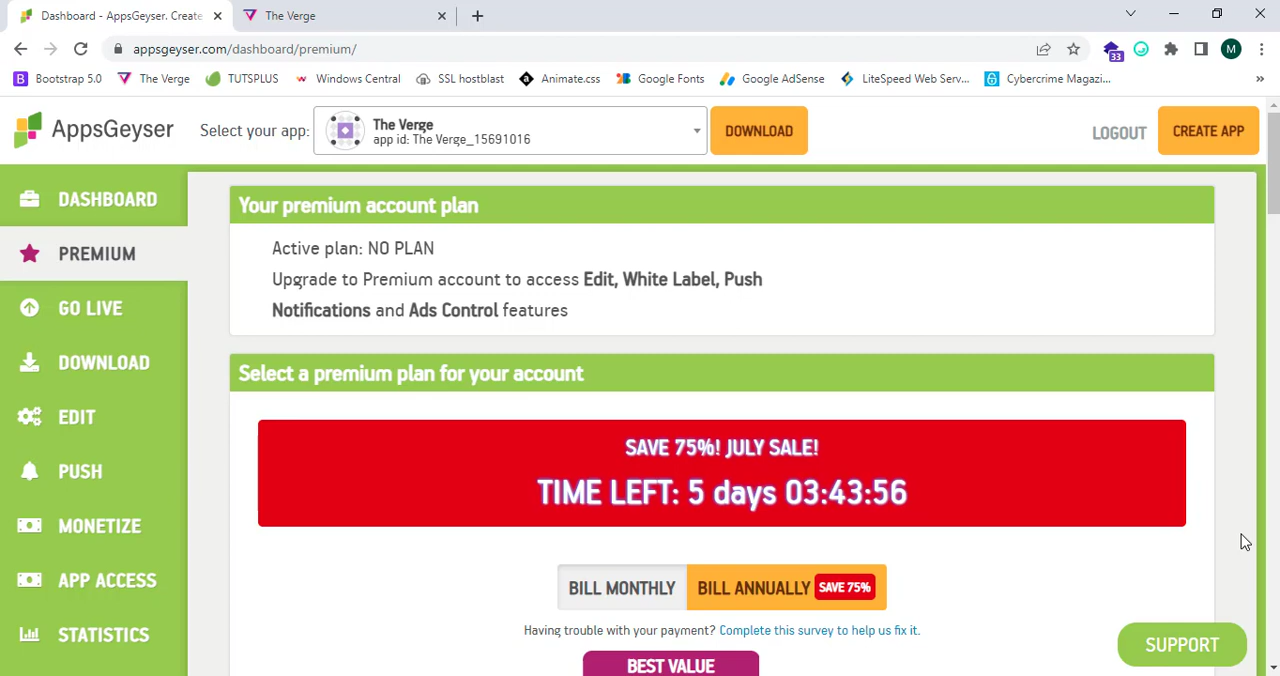 Dashboard - AppsGeyser. Create
The Verge
appsgeyser.com/dashboard/premium/
33
M
B Bootstrap 5.0
The Verge
TUTSPLUS
Windows Central
SSL hostblast
Animate.css
Google Fonts
Google AdSense
LiteSpeed Web Serv...
Cybercrime Magazi...
»
AppsGeyser
Select your app:
The Verge
app id: The Verge_15691016
DOWNLOAD
LOGOUT
CREATE APP
DASHBOARD
PREMIUM
GO LIVE
DOWNLOAD
EDIT
PUSH
MONETIZE
APP ACCESS
STATISTICS
Your premium account plan
Active plan: NO PLAN
Upgrade to Premium account to access Edit, White Label, Push
Notifications and Ads Control features
Select a premium plan for your account
SAVE 75%! JULY SALE!
TIME LEFT: 5 days 03:43:56
BILL MONTHLY
BILL ANNUALLY SAVE 75%
Having trouble with your payment? Complete this survey to help us fix it.
BEST VALUE
SUPPORT